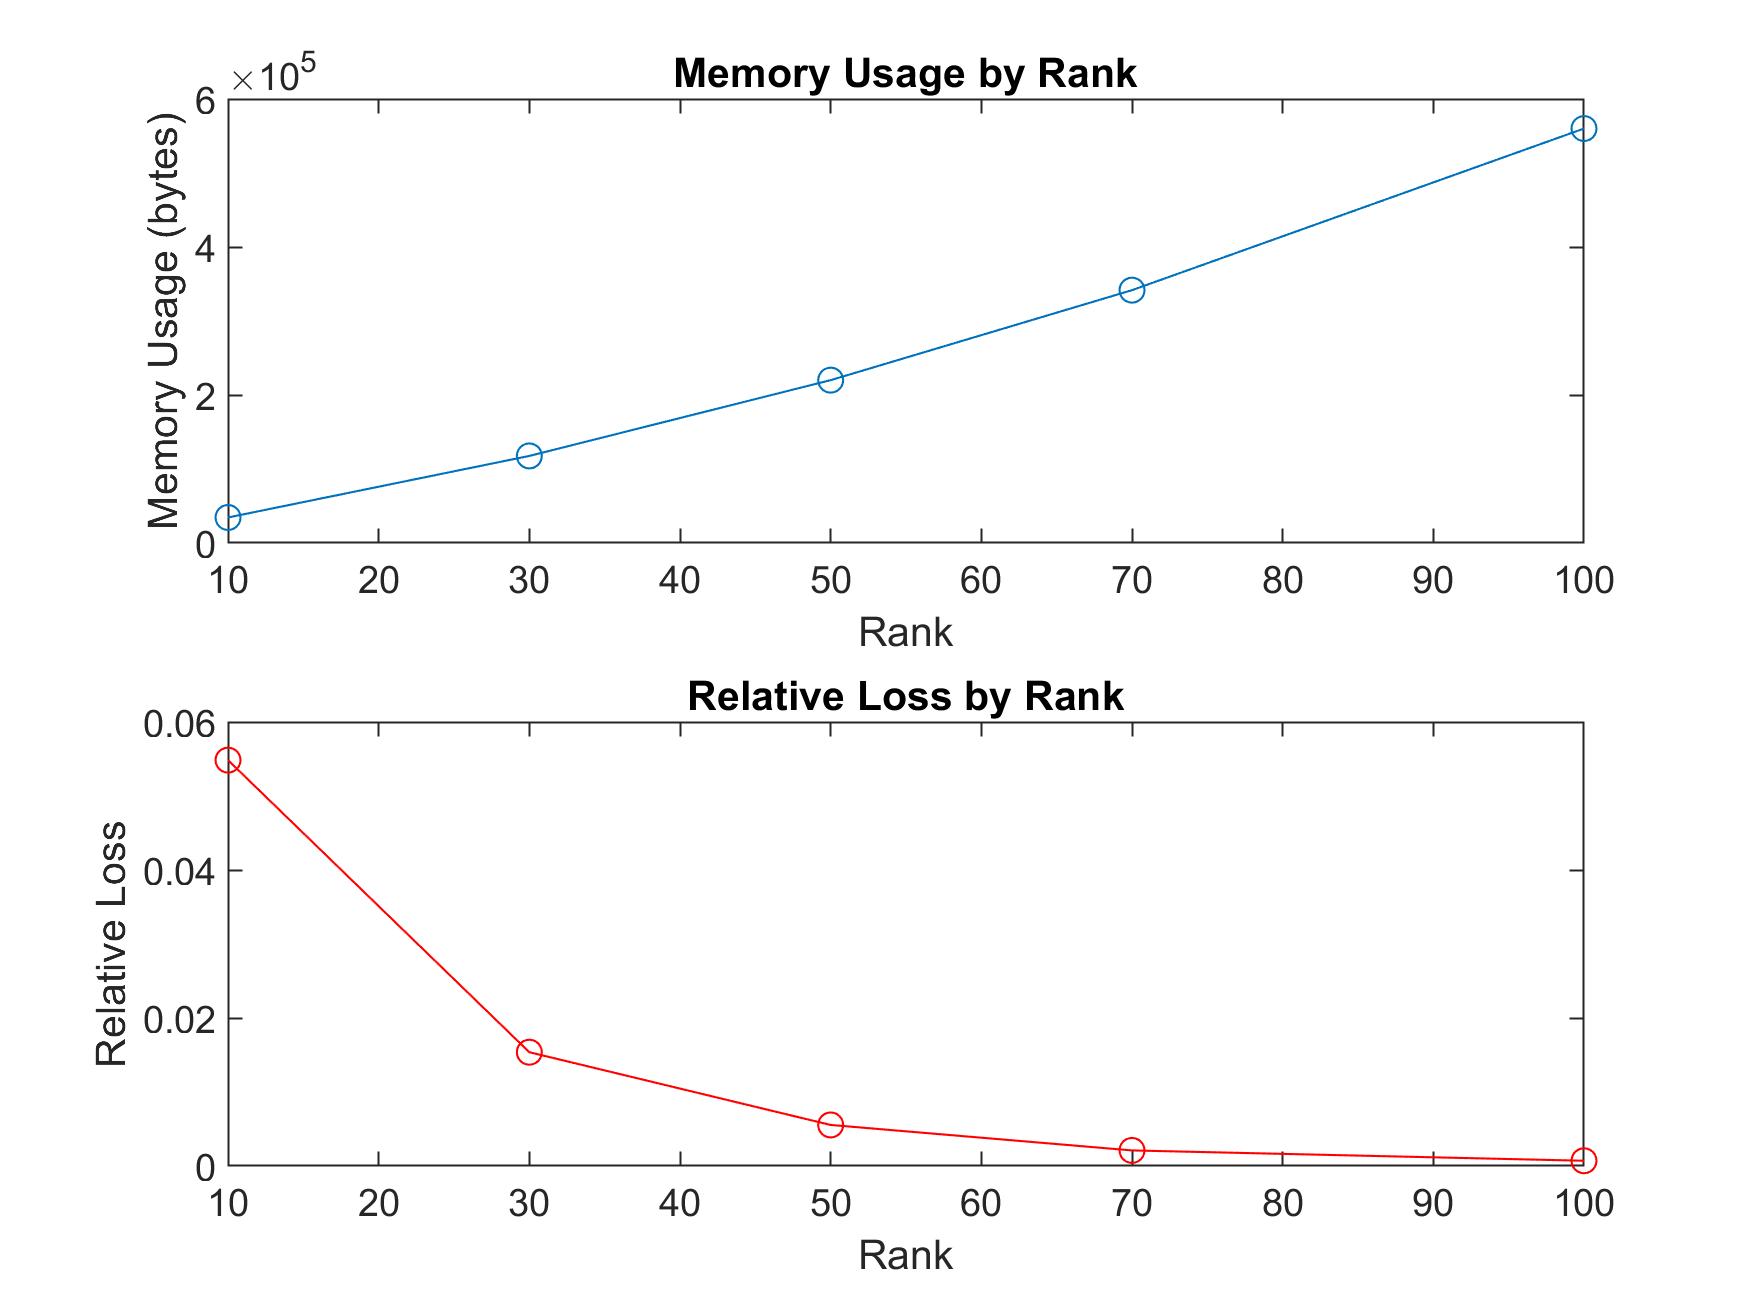 Memory Usage by Rank
×10⁵
6
4
2
0
Memory Usage (bytes)
10 20 30 40 50 60 70 80 90 100
Rank
Relative Loss by Rank
0.06
0.04
0.02
0
Relative Loss
10 20 30 40 50 60 70 80 90 100
Rank